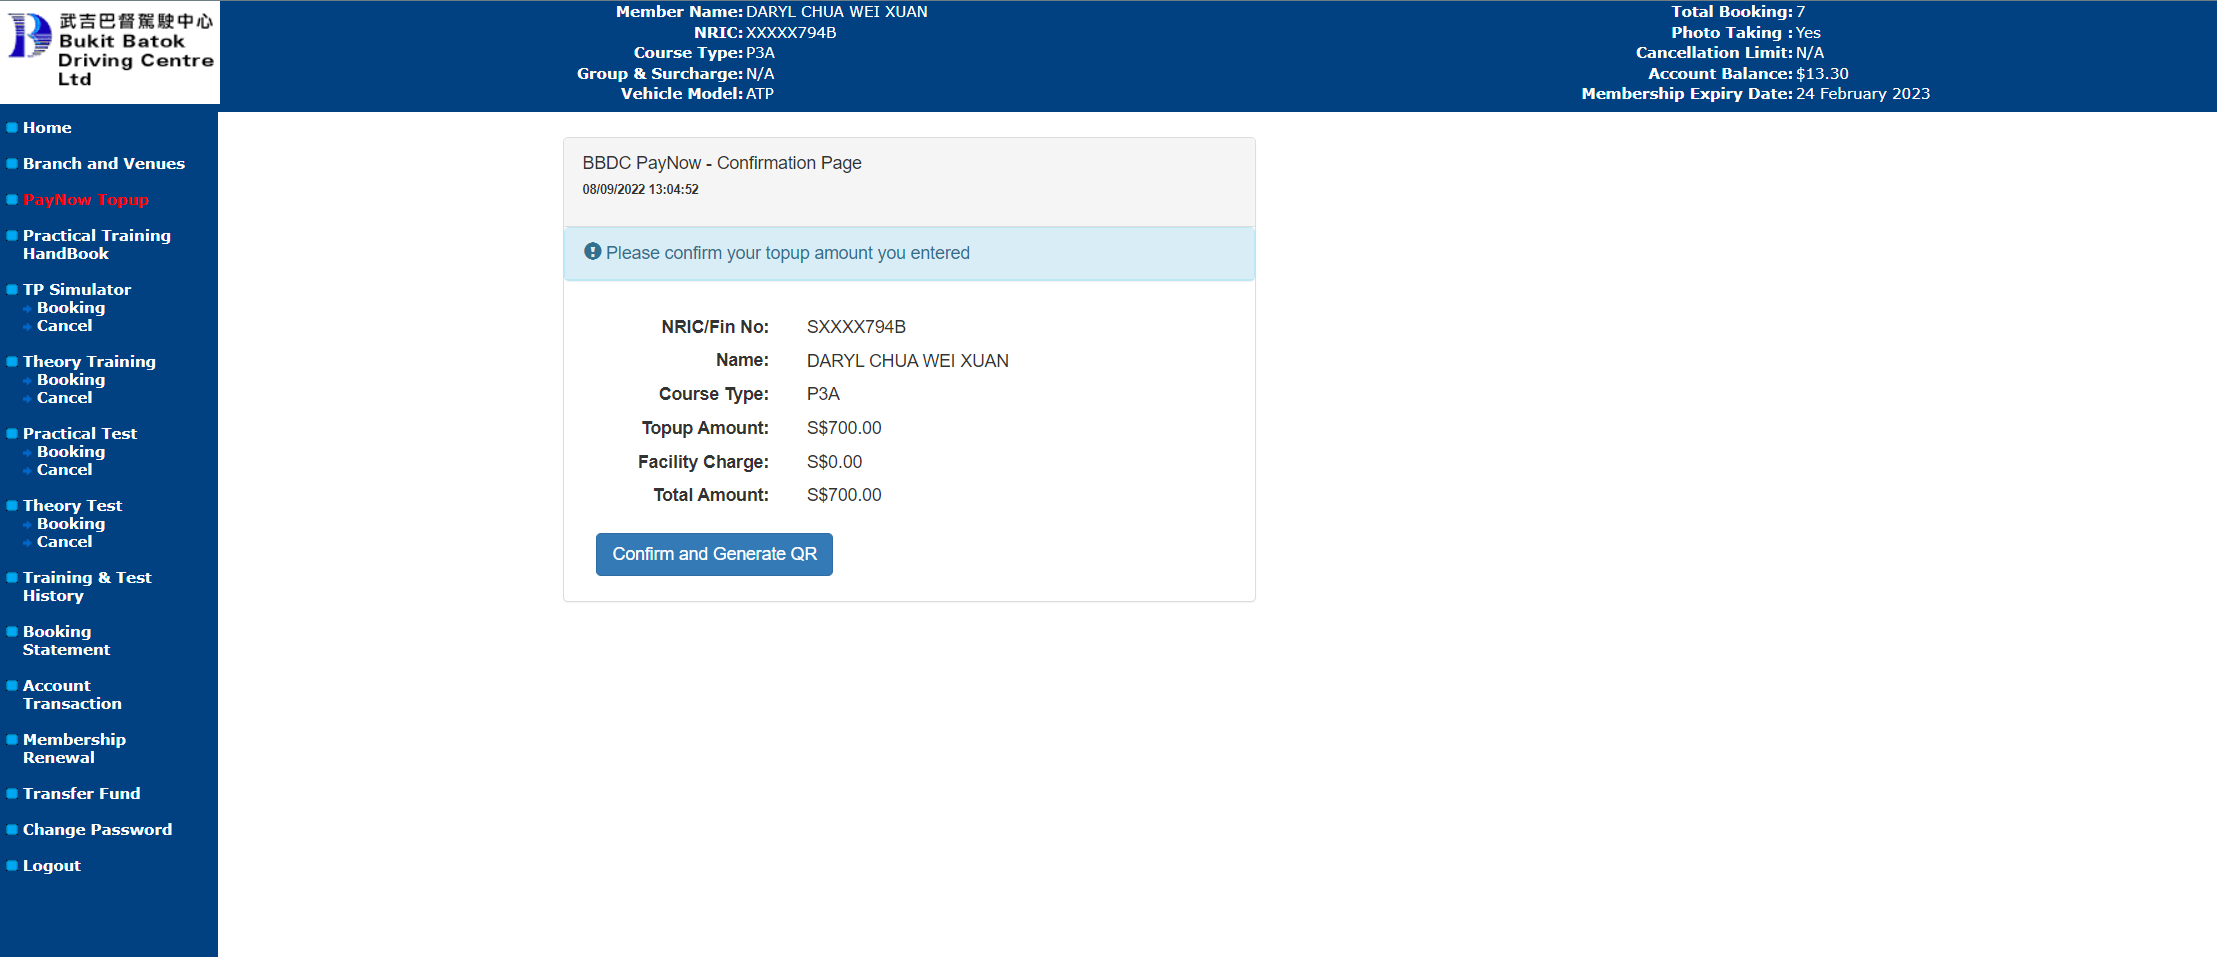 武吉巴督駕駛中心
Bukit Batok
Driving Centre
Ltd
Member Name: DARYL CHUA WEI XUAN
NRIC: XXXXX794B
Course Type: P3A
Group & Surcharge: N/A
Vehicle Model: ATP
Total Booking: 7
Photo Taking : Yes
Cancellation Limit: N/A
Account Balance: $13.30
Membership Expiry Date: 24 February 2023
Home
Branch and Venues
PayNow Topup
Practical Training
HandBook
TP Simulator
Booking
Cancel
Theory Training
Booking
Cancel
Practical Test
Booking
Cancel
Theory Test
Booking
Cancel
Training & Test
History
Booking
Statement
Account
Transaction
Membership
Renewal
Transfer Fund
Change Password
Logout
BBDC PayNow - Confirmation Page
08/09/2022 13:04:52
Please confirm your topup amount you entered
NRIC/Fin No: SXXXX794B
Name: DARYL CHUA WEI XUAN
Course Type: P3A
Topup Amount: S$700.00
Facility Charge: S$0.00
Total Amount: S$700.00
Confirm and Generate QR